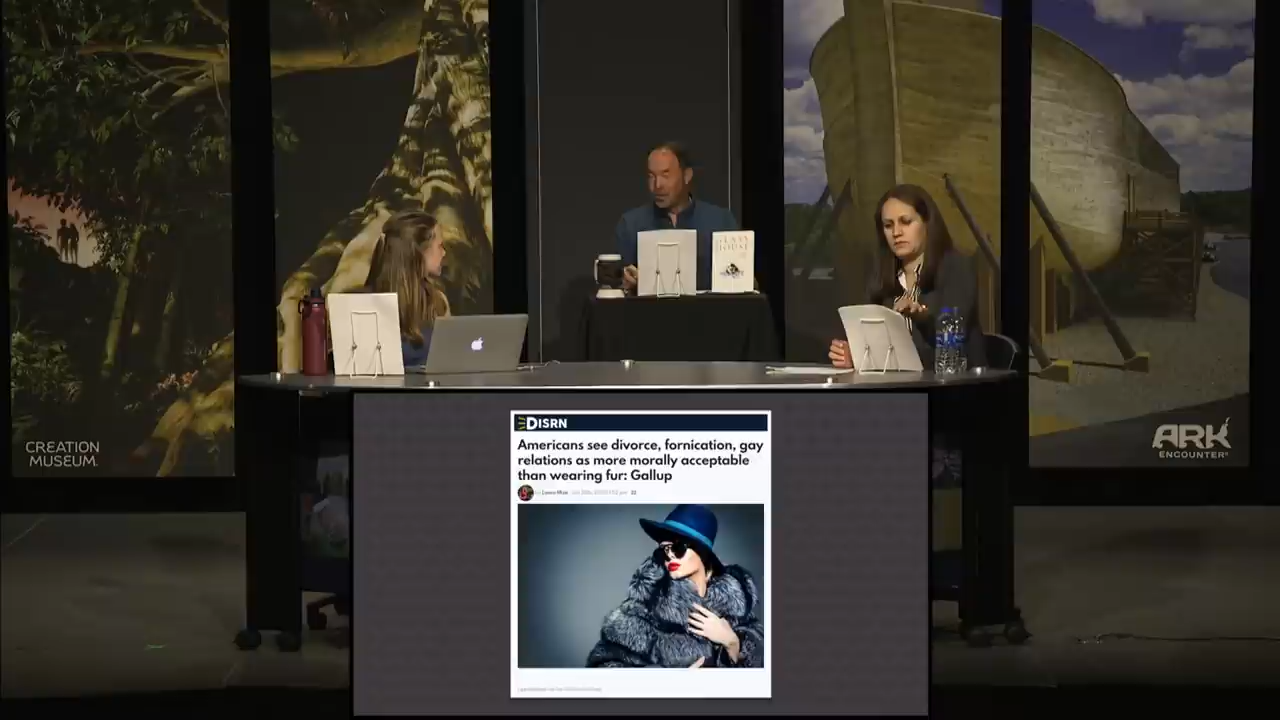 CREATION
MUSEUM
ARK
ENCOUNTER
DISRN
Americans see divorce, fornication, gay
relations as more morally acceptable
than wearing fur: Gallup